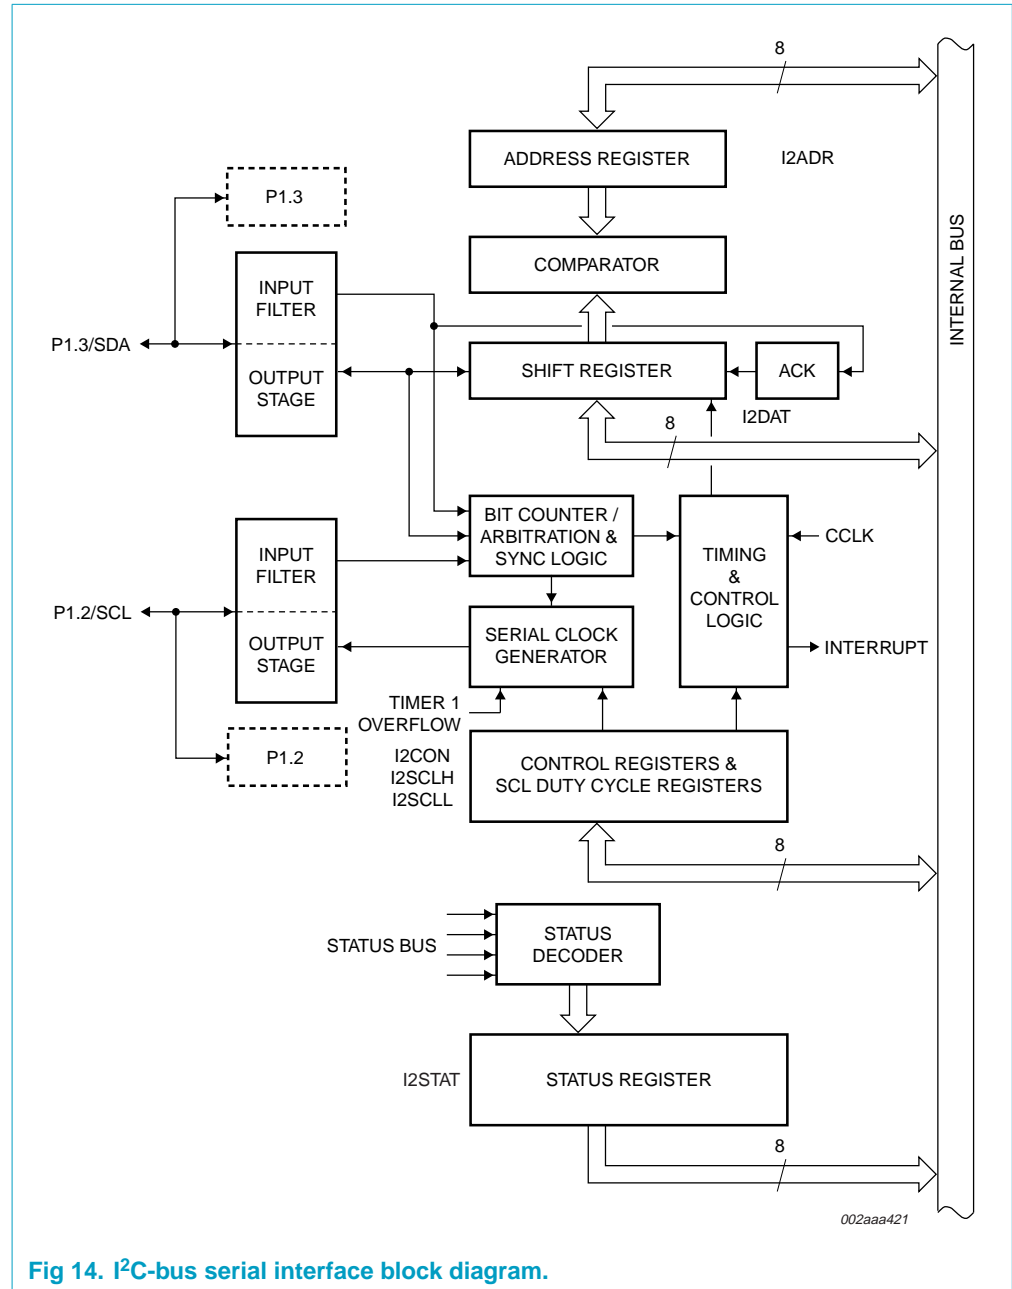 8
ADDRESS REGISTER
I2ADR
P1.3
INTERNAL BUS
COMPARATOR
INPUT
FILTER
P1.3/SDA
OUTPUT
STAGE
SHIFT REGISTER
ACK
I2DAT
8
BIT COUNTER /
ARBITRATION &
SYNC LOGIC
INPUT
FILTER
TIMING
&
CONTROL
LOGIC
CCLK
P1.2/SCL
OUTPUT
STAGE
SERIAL CLOCK
GENERATOR
INTERRUPT
TIMER 1
OVERFLOW
P1.2
I2CON
I2SCLH
I2SCLL
CONTROL REGISTERS &
SCL DUTY CYCLE REGISTERS
8
STATUS BUS
STATUS
DECODER
I2STAT
STATUS REGISTER
8
002aaa421
Fig 14. I²C-bus serial interface block diagram.